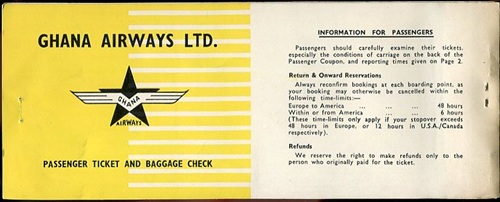 GHANA AIRWAYS LTD.
GHANA
AIRWAYS
PASSENGER TICKET AND BAGGAGE CHECK
INFORMATION FOR PASSENGERS
Passengers should carefully examine their tickets,
especially the conditions of carriage on the back of the
Passenger Coupon, and reporting times given on Page 2.
Return & Onward Reservations
Always reconfirm bookings at each boarding point, as
your booking may otherwise be cancelled within the
following time-limits:—
Europe to America ... ... ... 48 hours
Within or from America ... ... 6 hours
(These time-limits only apply if your stopover exceeds
48 hours in Europe, or 12 hours in U.S.A./Canada
respectively).
Refunds
We reserve the right to make refunds only to the
person who originally paid for the ticket.